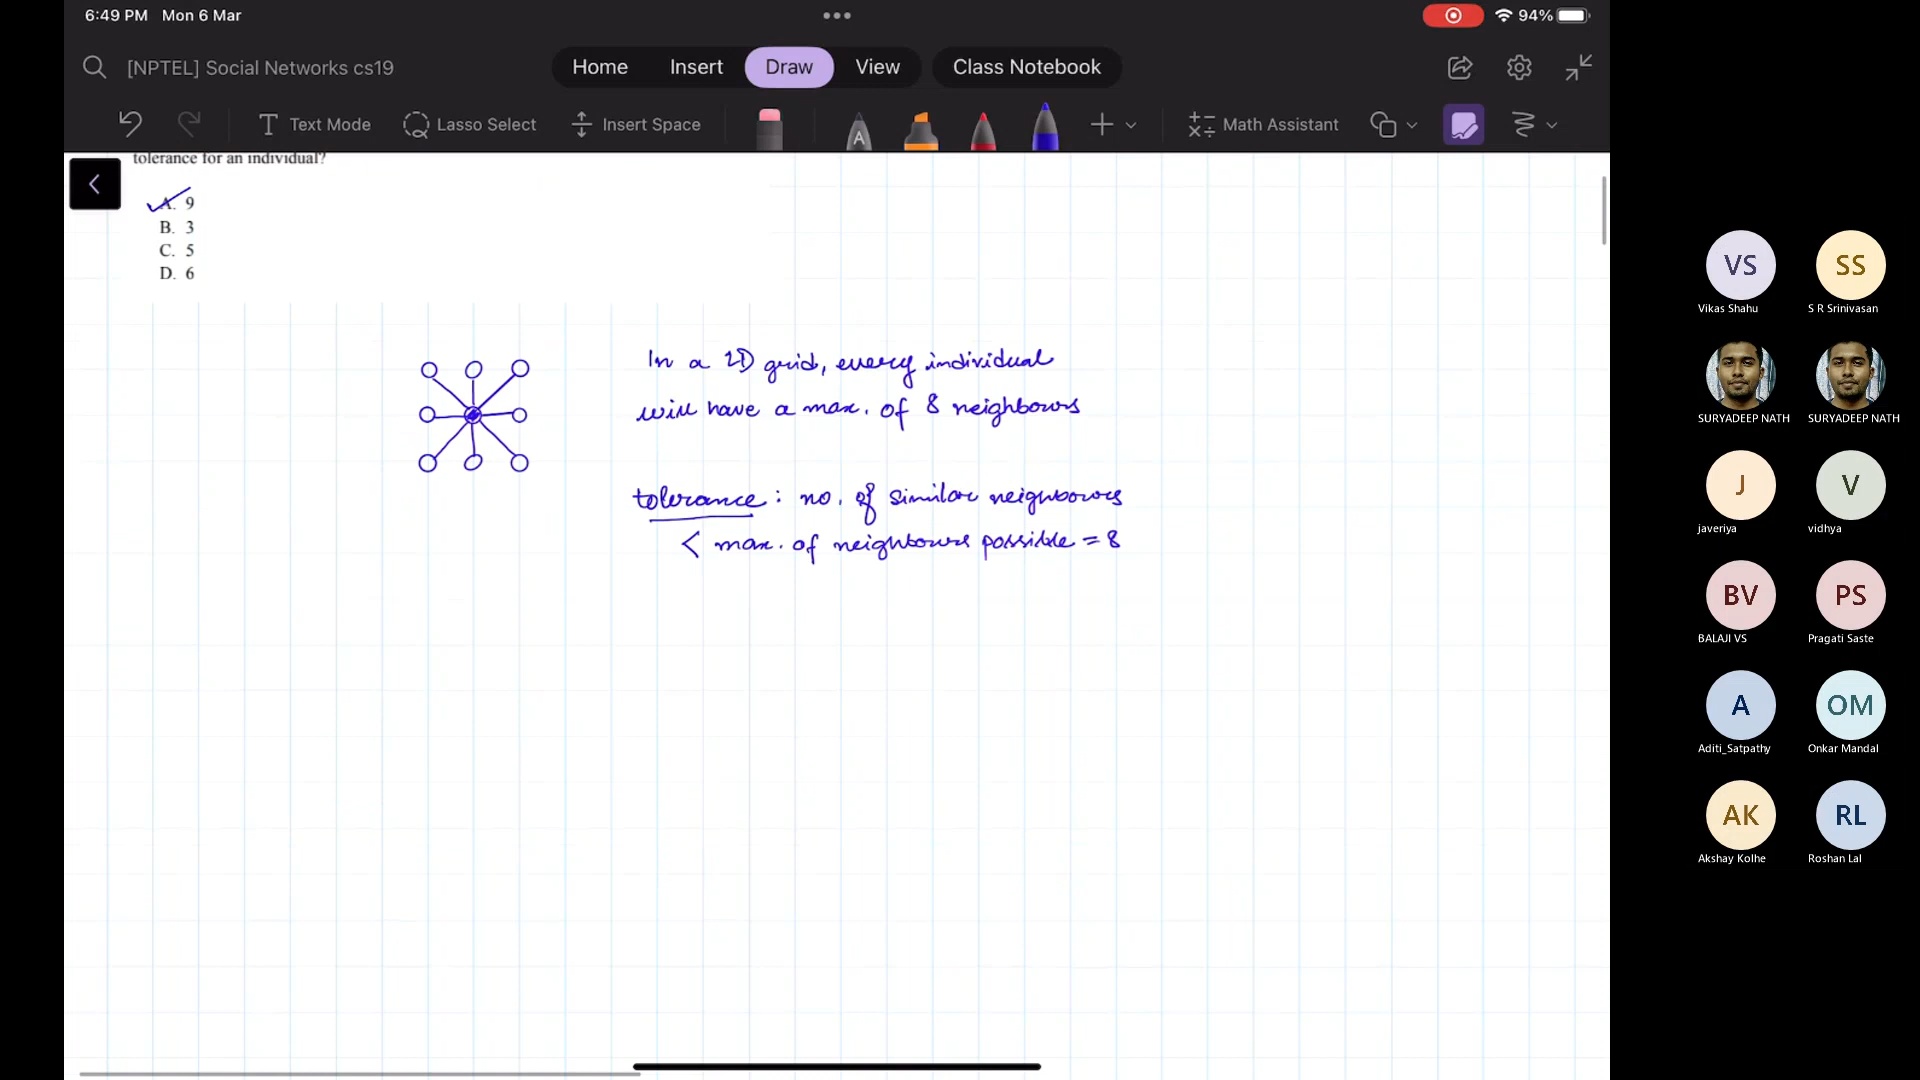 6:49 PM Mon 6 Mar
94%
[NPTEL] Social Networks cs19
Home Insert Draw View Class Notebook
Text Mode Lasso Select Insert Space A Math Assistant
tolerance for an individual?
A. 9
B. 3
C. 5
D. 6
In a 2D grid, every individual
will have a max. of 8 neighbours
tolerance : no. of similar neighbours
< max. of neighbours possible = 8
VS SS
Vikas Shahu S R Srinivasan
SURYADEEP NATH SURYADEEP NATH
J V
javeriya vidhya
BV PS
BALAJI VS Pragati Saste
A OM
Aditi_Satpathy Onkar Mandal
AK RL
Akshay Kolhe Roshan Lal